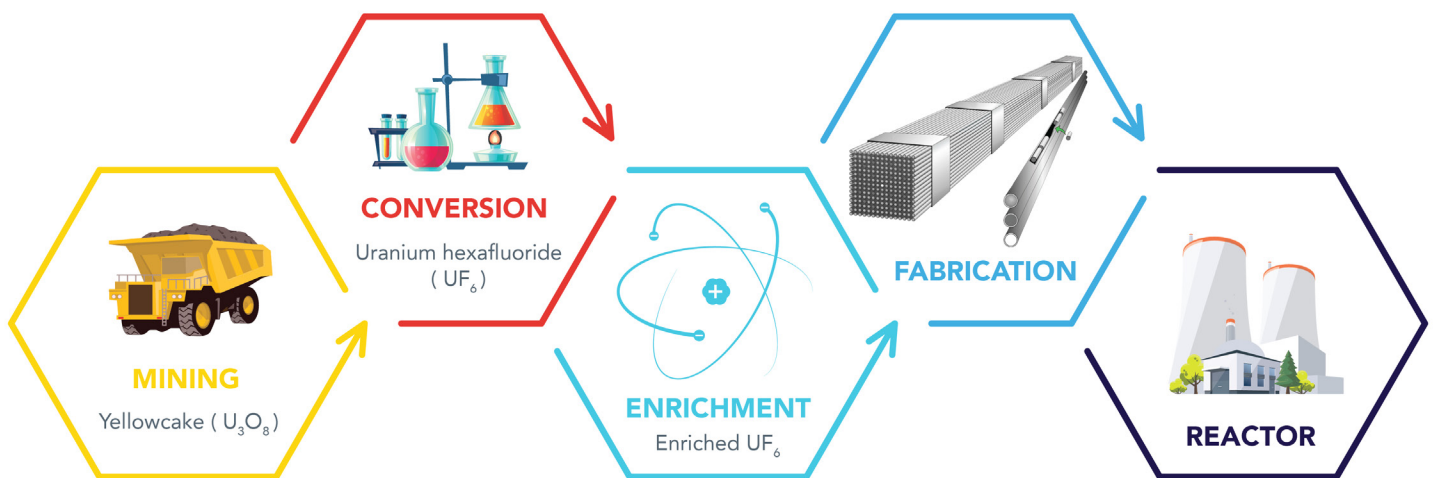 MINING
Yellowcake ( U₃O₈)
CONVERSION
Uranium hexafluoride
( UF₆)
ENRICHMENT
Enriched UF₆
FABRICATION
REACTOR